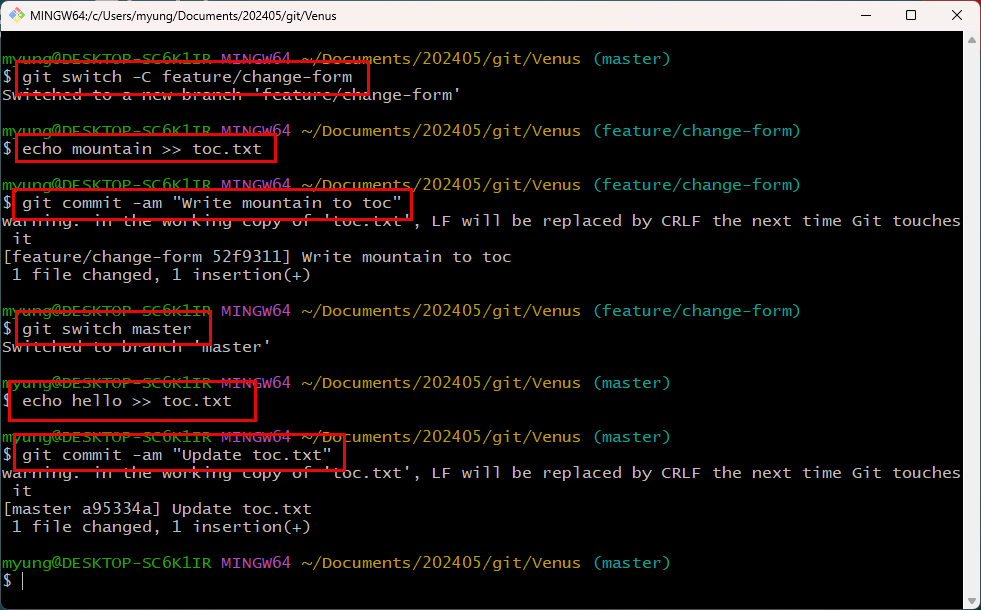 MINGW64:/c/Users/myung/Documents/202405/git/Venus
myung@DESKTOP-SC6K1IR MINGW64 ~/Documents/202405/git/Venus (master)
$ git switch -C feature/change-form
Switched to a new branch 'feature/change-form'
myung@DESKTOP-SC6K1IR MINGW64 ~/Documents/202405/git/Venus (feature/change-form)
$ echo mountain >> toc.txt
myung@DESKTOP-SC6K1IR MINGW64 ~/Documents/202405/git/Venus (feature/change-form)
$ git commit -am "Write mountain to toc"
warning: in the working copy of 'toc.txt', LF will be replaced by CRLF the next time Git touches
it
[feature/change-form 52f9311] Write mountain to toc
1 file changed, 1 insertion(+)
myung@DESKTOP-SC6K1IR MINGW64 ~/Documents/202405/git/Venus (feature/change-form)
$ git switch master
Switched to branch 'master'
myung@DESKTOP-SC6K1IR MINGW64 ~/Documents/202405/git/Venus (master)
$ echo hello >> toc.txt
myung@DESKTOP-SC6K1IR MINGW64 ~/Documents/202405/git/Venus (master)
$ git commit -am "Update toc.txt"
warning: in the working copy of 'toc.txt', LF will be replaced by CRLF the next time Git touches
it
[master a95334a] Update toc.txt
1 file changed, 1 insertion(+)
myung@DESKTOP-SC6K1IR MINGW64 ~/Documents/202405/git/Venus (master)
$